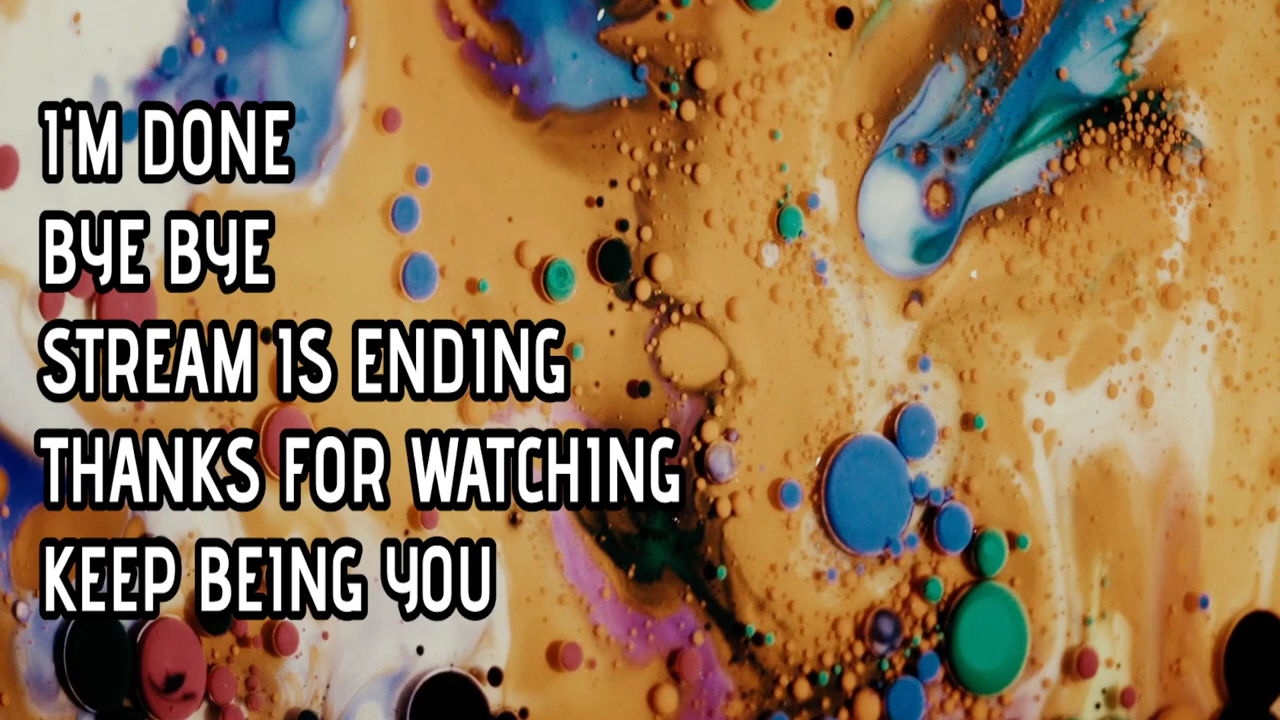 I'M DONE
BYE BYE
STREAM IS ENDING
THANKS FOR WATCHING
KEEP BEING YOU